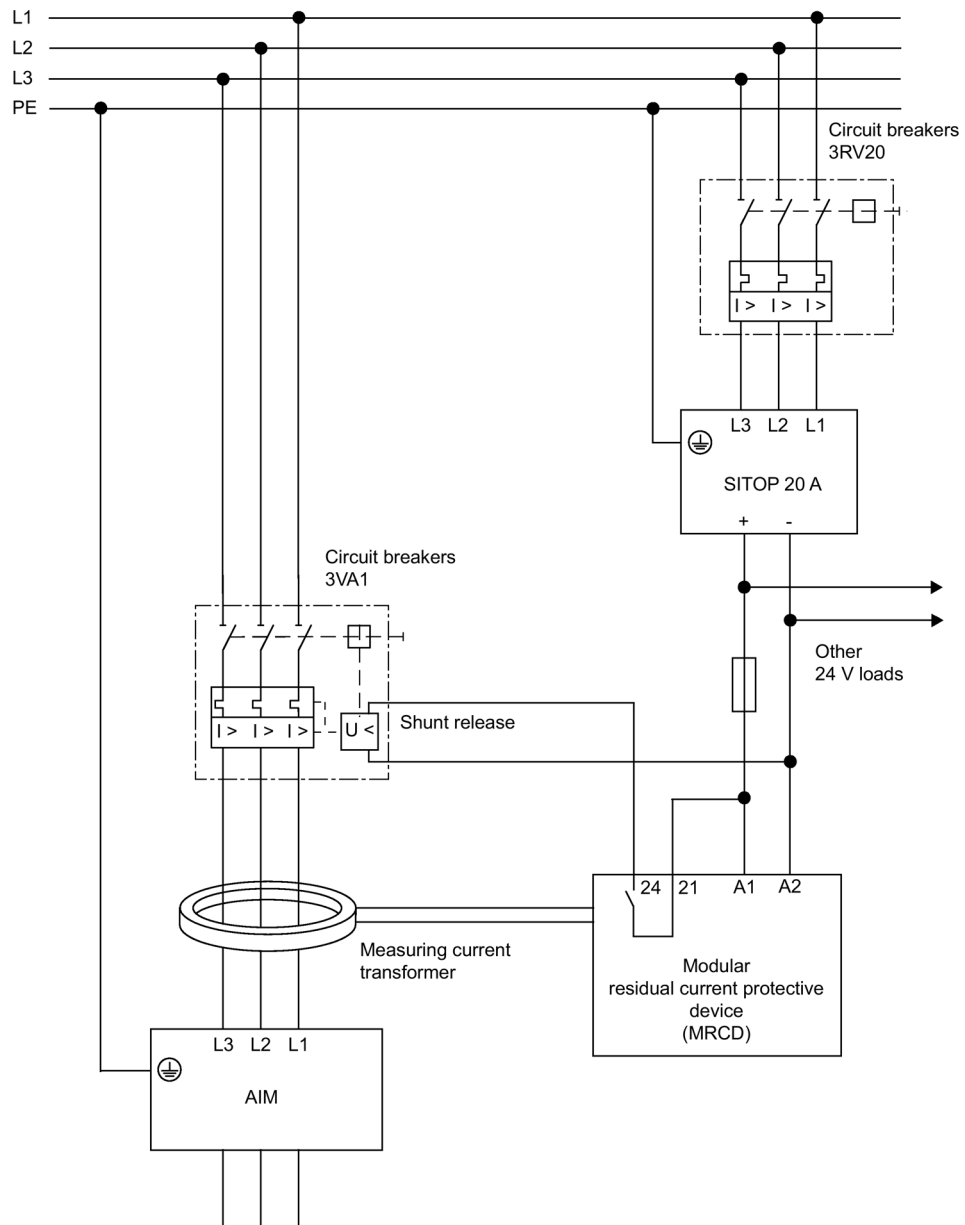 L1
L2
L3
PE
Circuit breakers
3RV20
I >
I >
I >
L3 L2 L1
SITOP 20 A
+ -
Circuit breakers
3VA1
Other
24 V loads
I >
I >
I >
U <
Shunt release
24 21 A1 A2
Measuring current
transformer
Modular
residual current protective
device
(MRCD)
L3 L2 L1
AIM